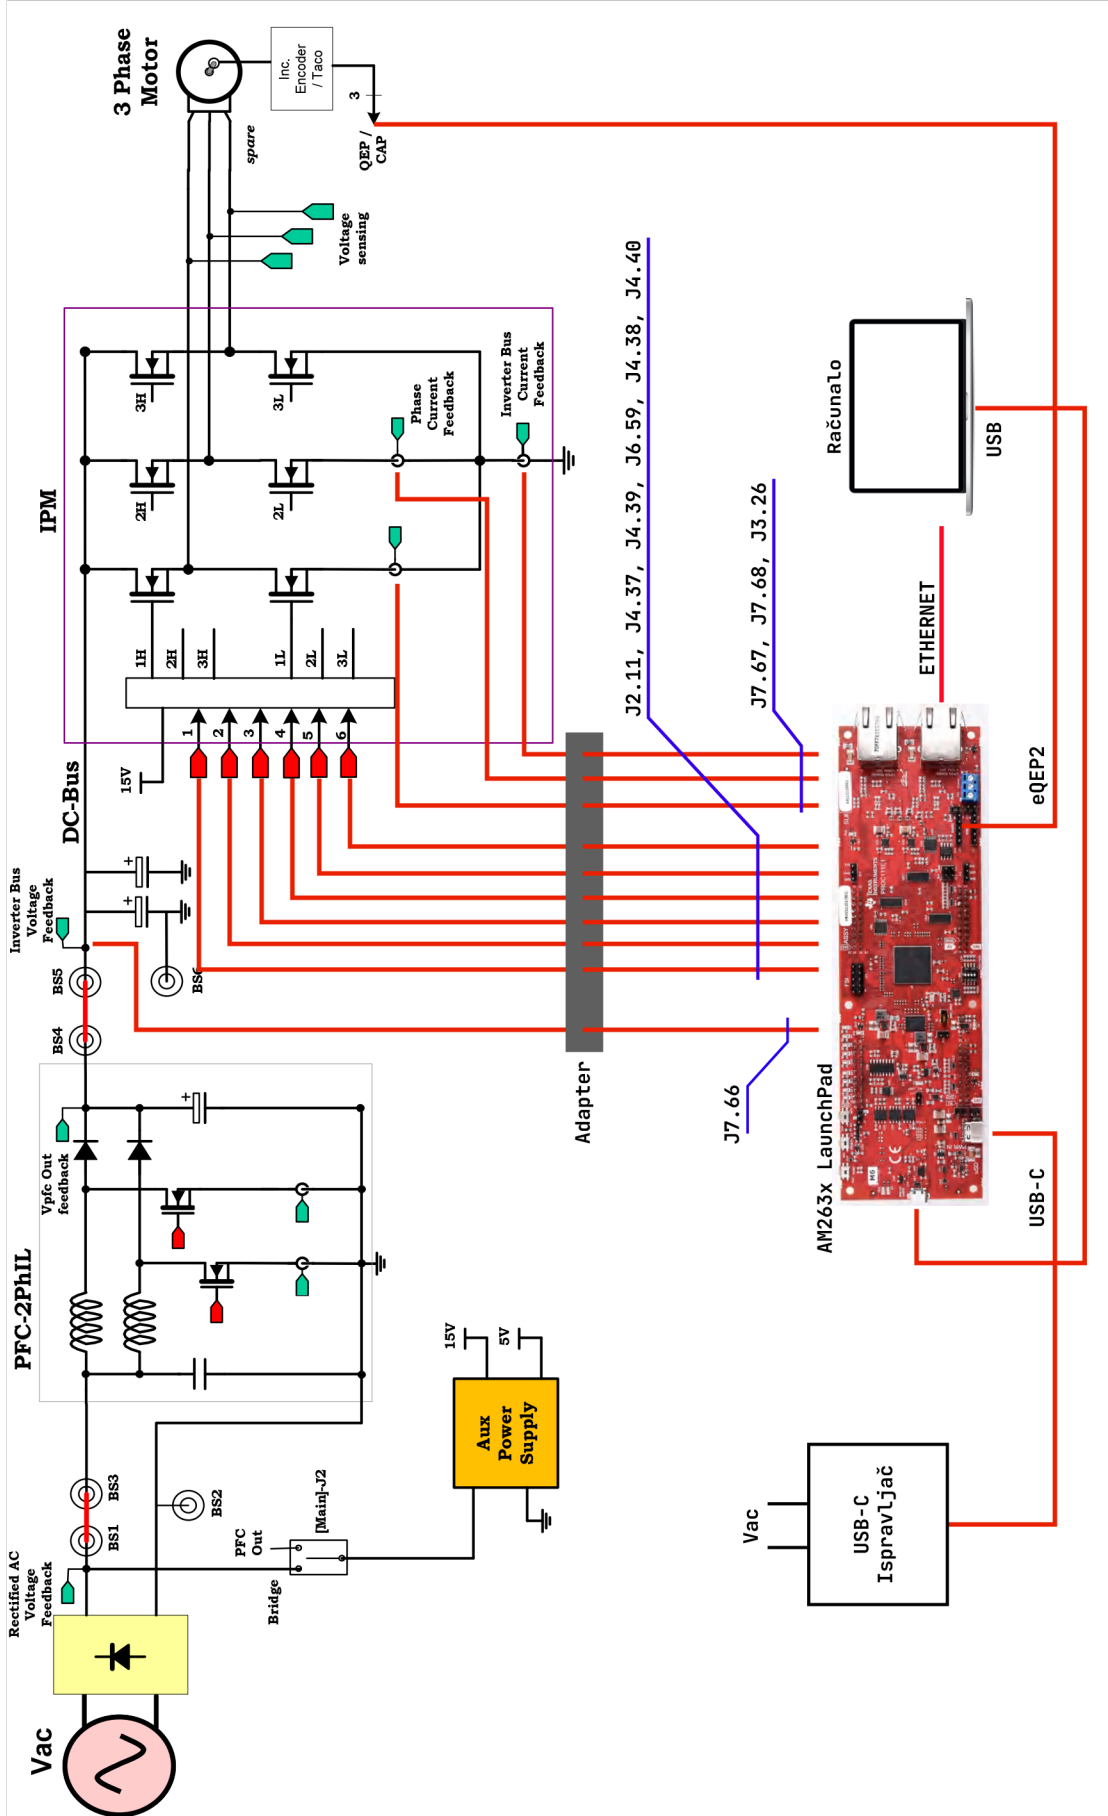 Vac
Rectified AC
Voltage
Feedback
BS1
BS3
BS2
Bridge
PFC
Out
[Main]-J2
Aux
Power
Supply
15V
5V
PFC-2PhIL
Vpfc Out
feedback
+
BS4
BS5
Inverter Bus
Voltage
Feedback
+
+
DC-Bus
15V
1
2
3
4
5
6
IPM
1H
2H
3H
1L
2L
3L
2H
2L
3H
3L
Phase
Current
Feedback
Inverter Bus
Current
Feedback
3 Phase
Motor
spare
Voltage
sensing
Inc.
Encoder
/ Taco
3
QEP /
CAP
Adapter
J7.66
J2.11, J4.37, J4.39, J6.59, J4.38, J4.40
J7.67, J7.68, J3.26
AM263x LaunchPad
ETHERNET
Računalo
USB
eQEP2
USB-C
Vac
USB-C
Ispravljač